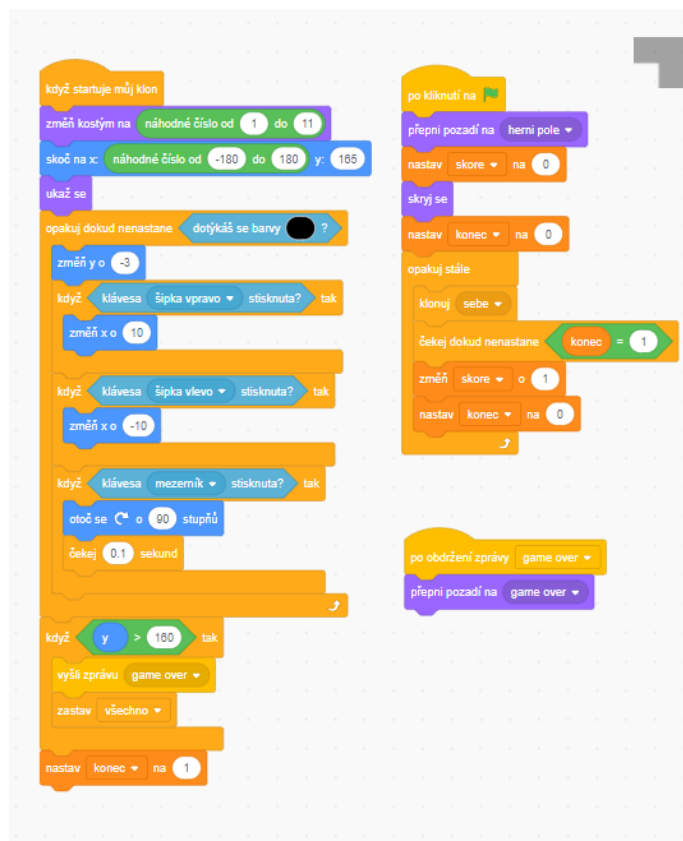 když startuje můj klon
změň kostým na náhodné číslo od 1 do 11
skoč na x: náhodné číslo od -180 do 180 y: 165
ukaž se
opakuj dokud nenastane dotýkáš se barvy ?
změň y o -3
když klávesa šipka vpravo stisknuta? tak
změň x o 10
když klávesa šipka vlevo stisknuta? tak
změň x o -10
když klávesa mezerník stisknuta? tak
otoč se o 90 stupňů
čekej 0.1 sekund
když y > 160 tak
vyšli zprávu game over
zastav všechno
nastav konec na 1
po kliknutí na
přepni pozadí na herni pole
nastav skore na 0
skryj se
nastav konec na 0
opakuj stále
klonuj sebe
čekej dokud nenastane konec = 1
změň skore o 1
nastav konec na 0
po obdržení zprávy game over
přepni pozadí na game over